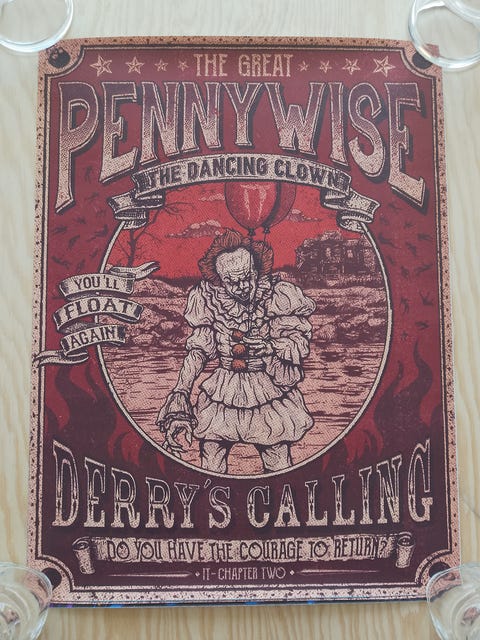 THE GREAT
PENNYWISE
THE DANCING CLOWN
YOU'LL
FLOAT
AGAIN
DERRY'S CALLING
DO YOU HAVE THE COURAGE TO RETURN?
IT - CHAPTER TWO